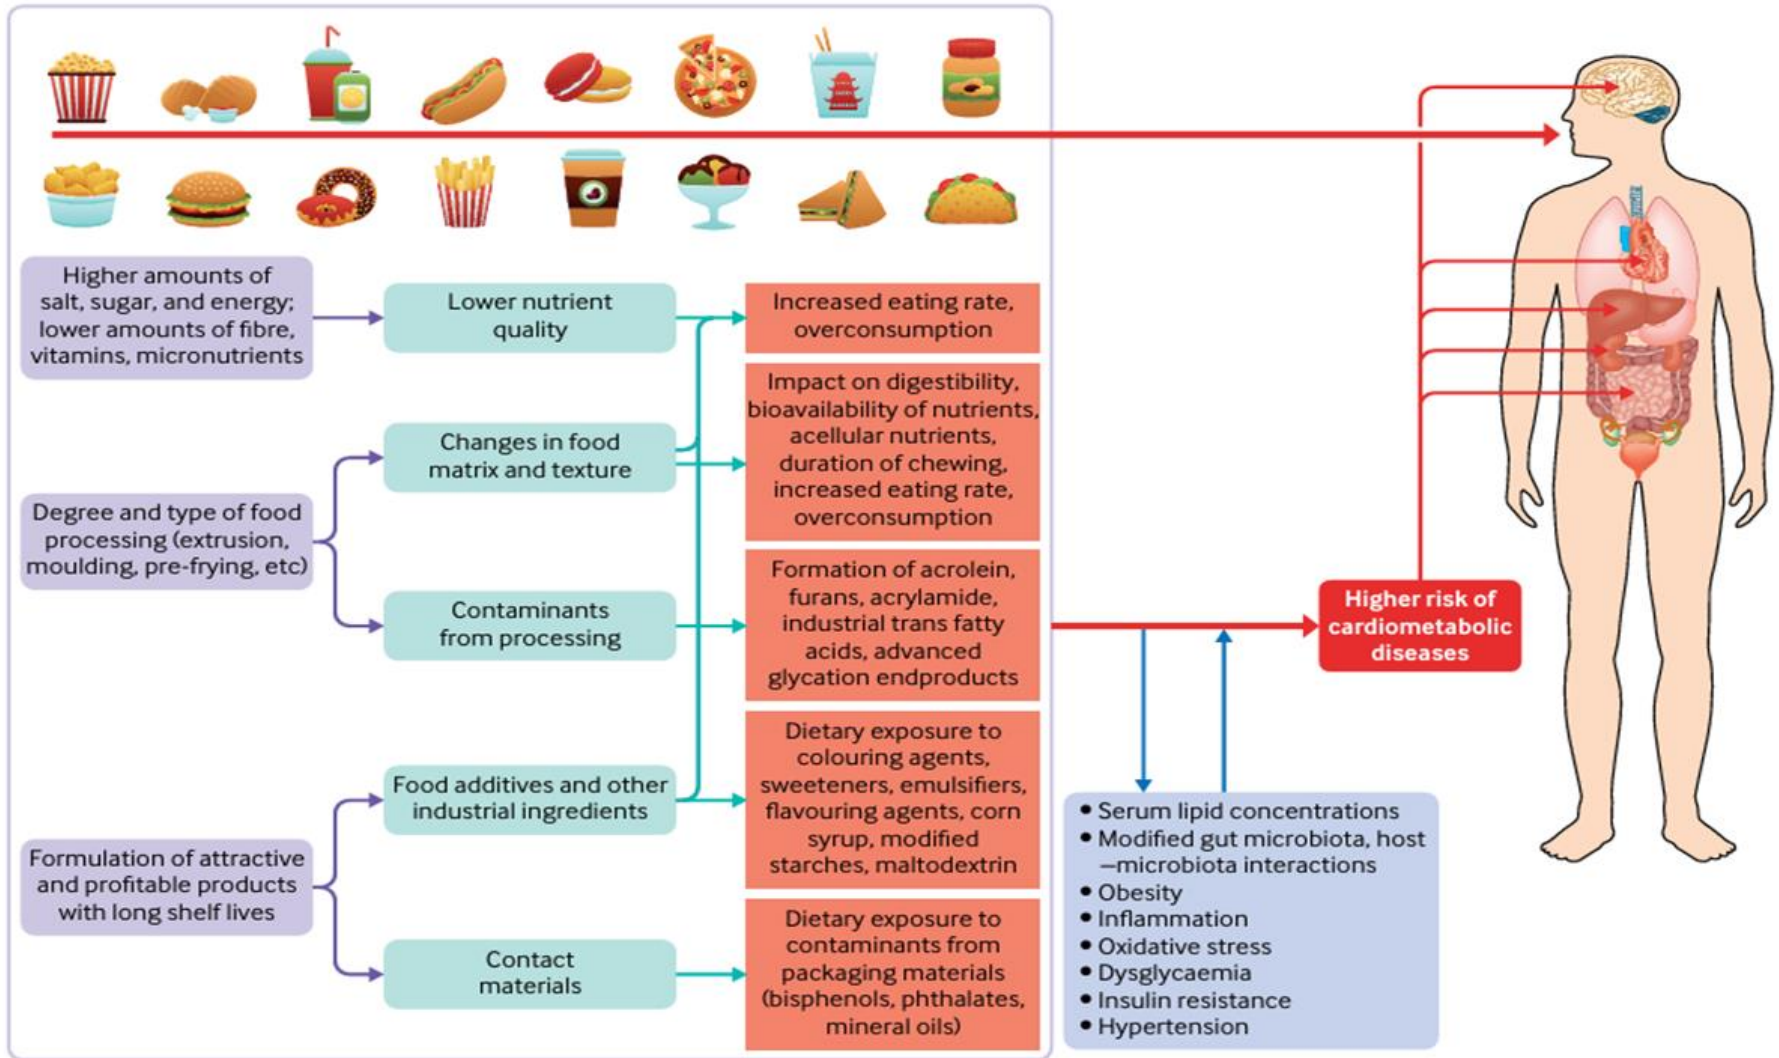 Higher amounts of
salt, sugar, and energy;
lower amounts of fibre,
vitamins, micronutrients
Lower nutrient
quality
Increased eating rate,
overconsumption
Degree and type of food
processing (extrusion,
moulding, pre-frying, etc)
Changes in food
matrix and texture
Impact on digestibility,
bioavailability of nutrients,
acellular nutrients,
duration of chewing,
increased eating rate,
overconsumption
Contaminants
from processing
Formation of acrolein,
furans, acrylamide,
industrial trans fatty
acids, advanced
glycation endproducts
Formulation of attractive
and profitable products
with long shelf lives
Food additives and other
industrial ingredients
Dietary exposure to
colouring agents,
sweeteners, emulsifiers,
flavouring agents, corn
syrup, modified
starches, maltodextrin
Contact
materials
Dietary exposure to
contaminants from
packaging materials
(bisphenols, phthalates,
mineral oils)
Higher risk of
cardiometabolic
diseases
• Serum lipid concentrations
• Modified gut microbiota, host
–microbiota interactions
• Obesity
• Inflammation
• Oxidative stress
• Dysglycaemia
• Insulin resistance
• Hypertension